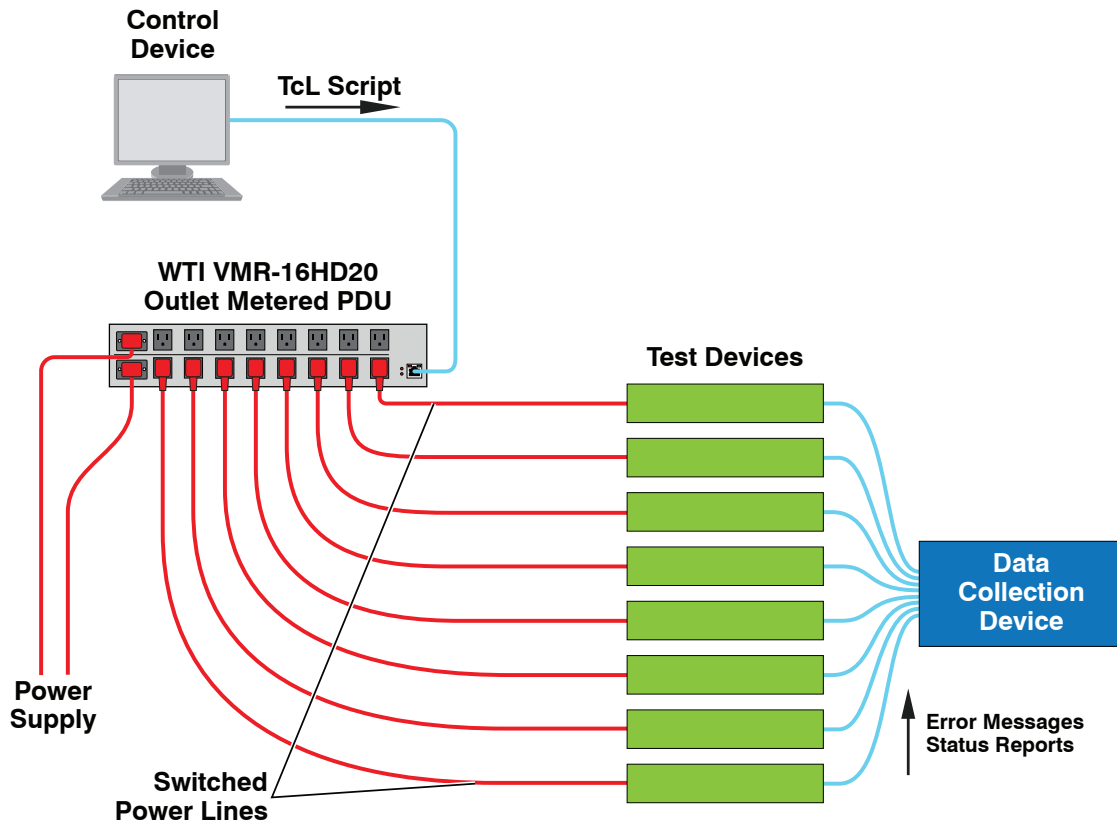 Control
Device
TcL Script
WTI VMR-16HD20
Outlet Metered PDU
Test Devices
Data
Collection
Device
Power
Supply
Error Messages
Status Reports
Switched
Power Lines